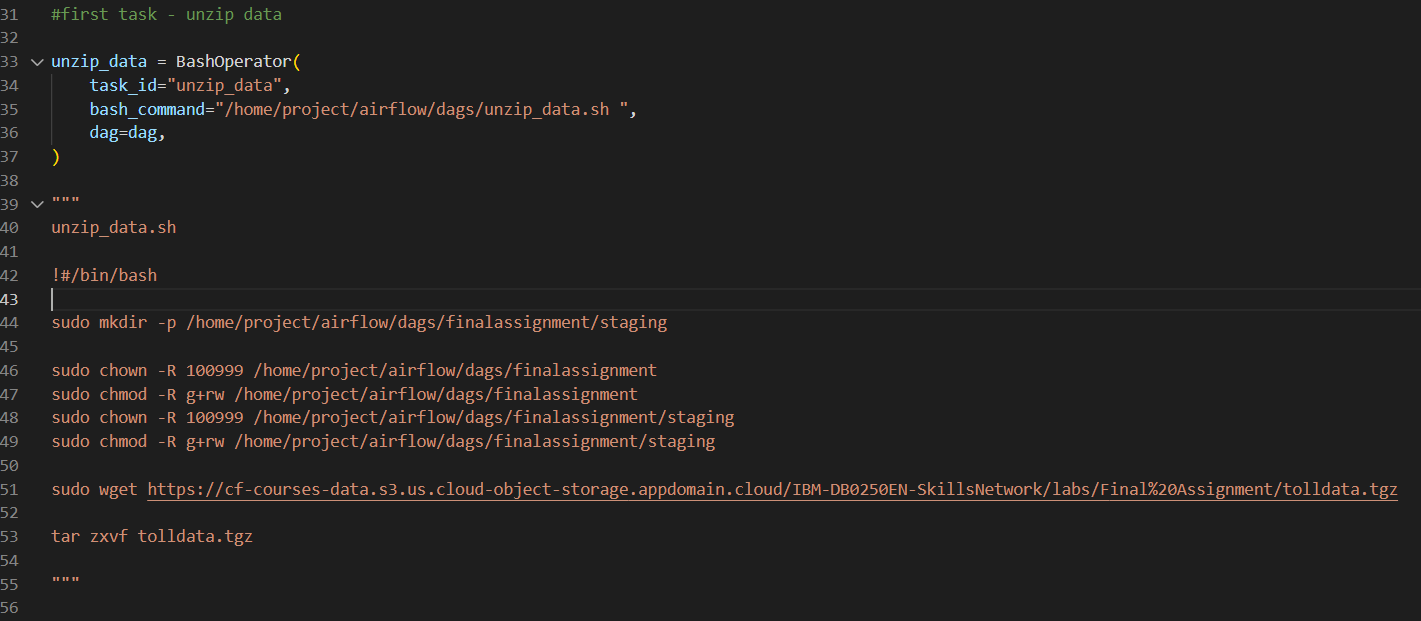 31 #first task - unzip data
32
33 unzip_data = BashOperator(
34     task_id="unzip_data",
35     bash_command="/home/project/airflow/dags/unzip_data.sh ",
36     dag=dag,
37 )
38
39 """
40 unzip_data.sh
41
42 !#/bin/bash
43
44 sudo mkdir -p /home/project/airflow/dags/finalassignment/staging
45
46 sudo chown -R 100999 /home/project/airflow/dags/finalassignment
47 sudo chmod -R g+rw /home/project/airflow/dags/finalassignment
48 sudo chown -R 100999 /home/project/airflow/dags/finalassignment/staging
49 sudo chmod -R g+rw /home/project/airflow/dags/finalassignment/staging
50
51 sudo wget https://cf-courses-data.s3.us.cloud-object-storage.appdomain.cloud/IBM-DB0250EN-SkillsNetwork/labs/Final%20Assignment/tolldata.tgz
52
53 tar zxvf tolldata.tgz
54
55 """
56